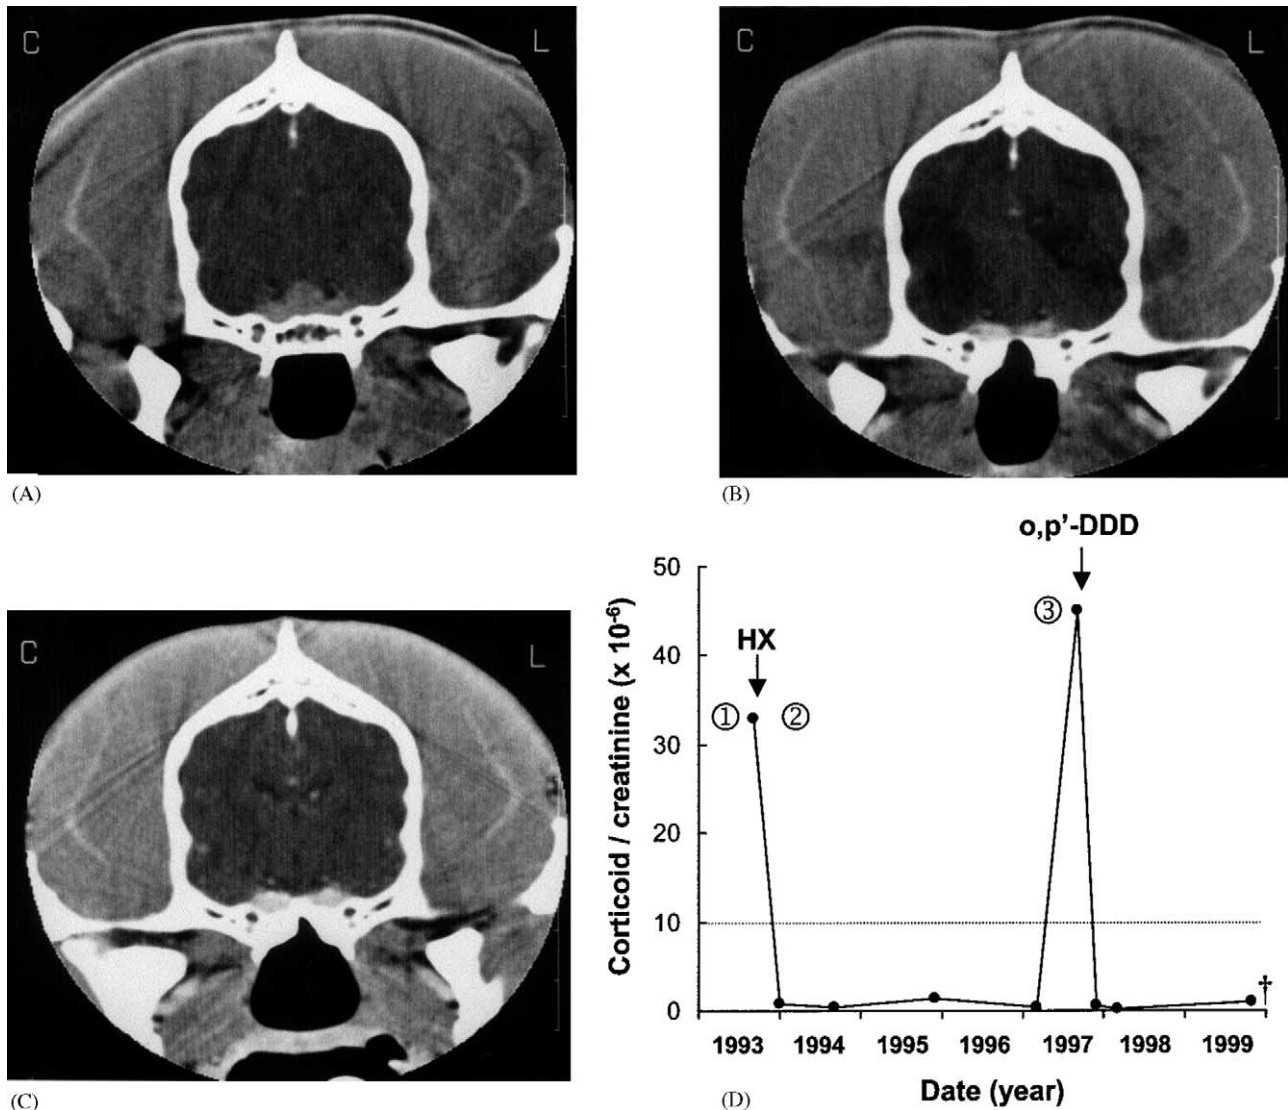 C L
C L
(A)
(B)
o,p'-DDD
50
C L
③
HX
40
① ②
30
20
10
0
†
Corticoid / creatinine (x 10⁻⁶)
1993 1994 1995 1996 1997 1998 1999
Date (year)
(C)
(D)